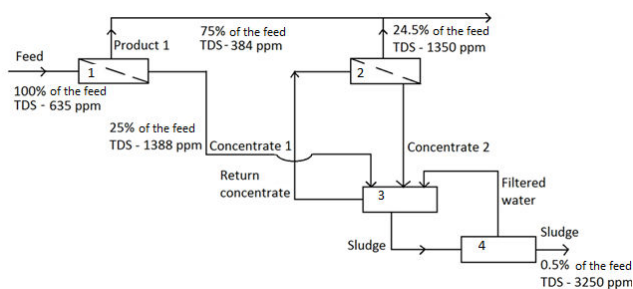 75% of the feed
TDS-384 ppm
24.5% of the feed
TDS - 1350 ppm
Product 1
Feed
1
2
100% of the feed
TDS - 635 ppm
25% of the feed
TDS - 1388 ppm
Concentrate 1
Concentrate 2
Return
concentrate
3
Filtered
water
Sludge
4
Sludge
0.5% of the feed
TDS - 3250 ppm